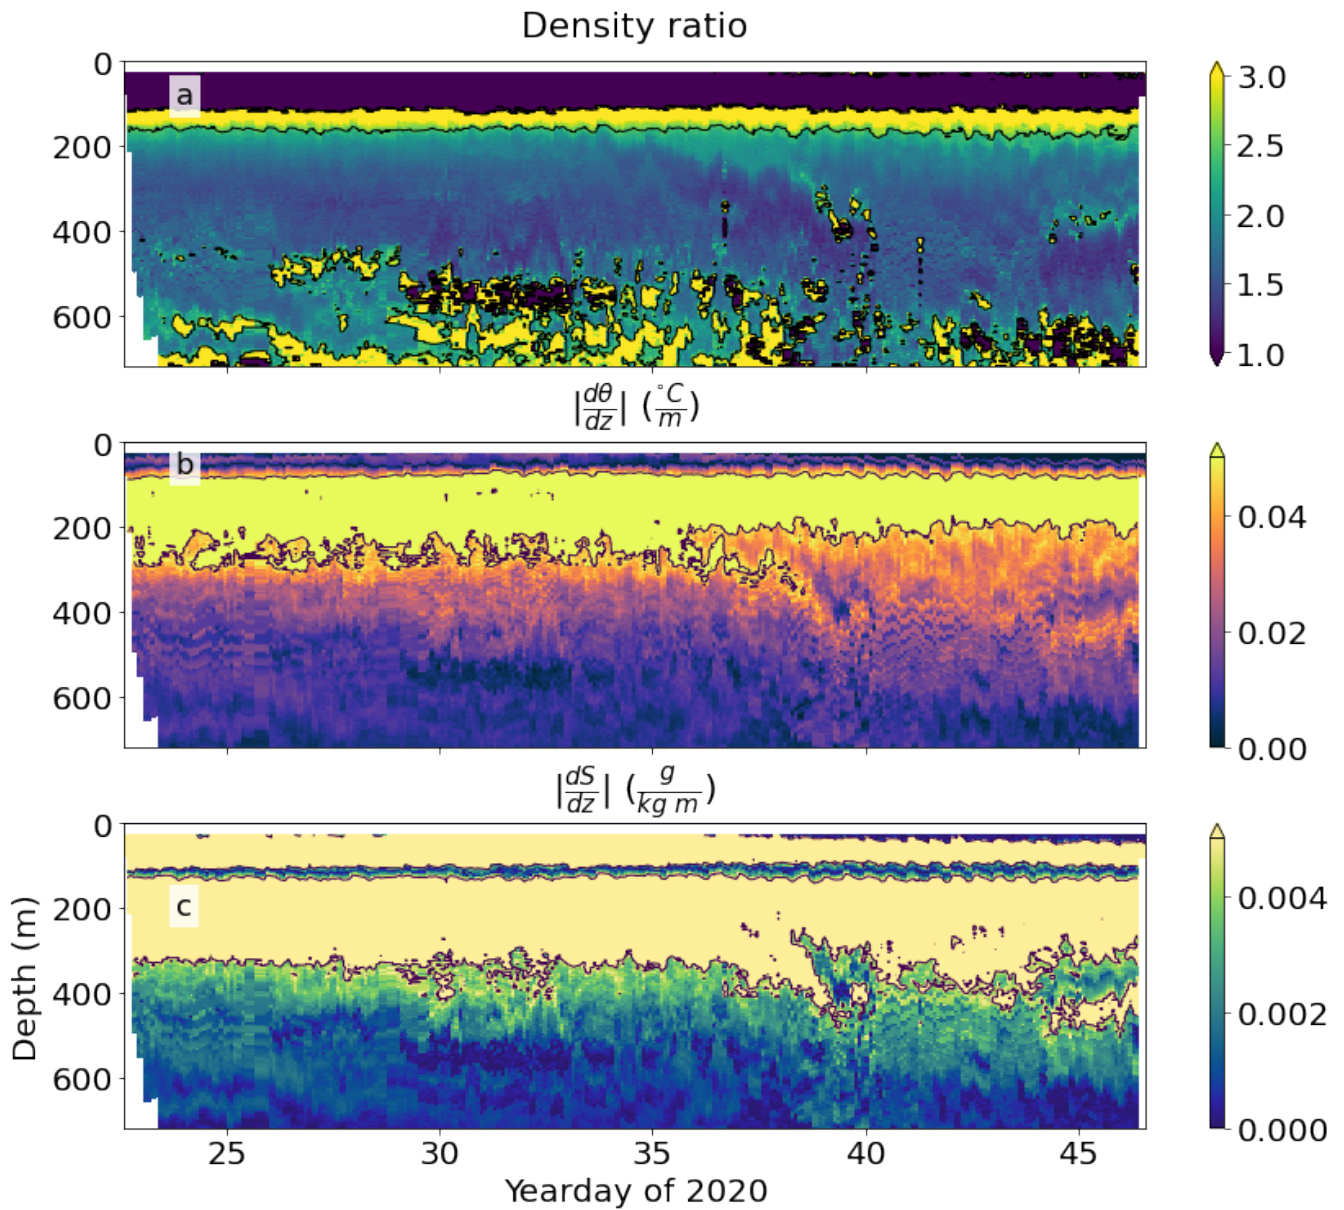 Density ratio
a
0
200
400
600
3.0
2.5
2.0
1.5
1.0
|dθ/dz| (°C/m)
b
0
200
400
600
0.04
0.02
0.00
|dS/dz| (g/kg m)
c
0
200
400
600
Depth (m)
0.004
0.002
0.000
25 30 35 40 45
Yearday of 2020